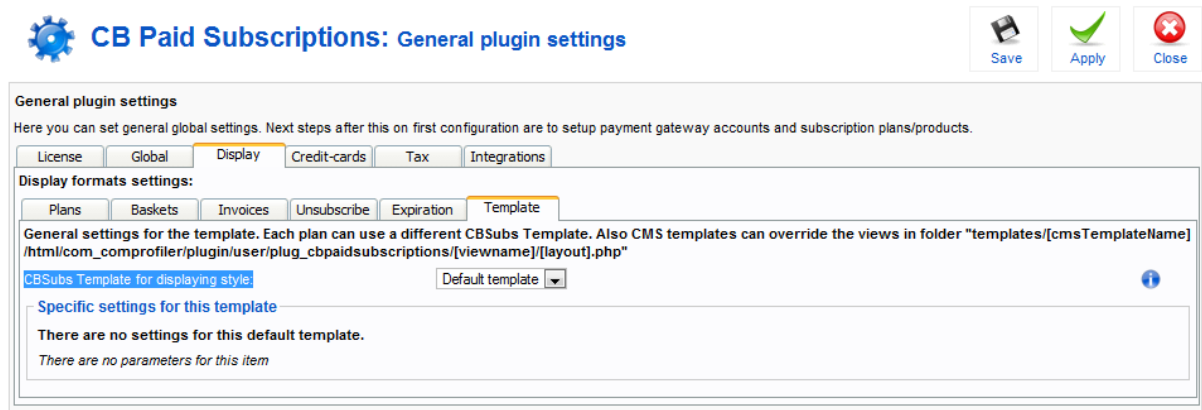 CB Paid Subscriptions: General plugin settings
Save
Apply
Close
General plugin settings
Here you can set general global settings. Next steps after this on first configuration are to setup payment gateway accounts and subscription plans/products.
License
Global
Display
Credit-cards
Tax
Integrations
Display formats settings:
Plans
Baskets
Invoices
Unsubscribe
Expiration
Template
General settings for the template. Each plan can use a different CBSubs Template. Also CMS templates can override the views in folder "templates/[cmsTemplateName]
/html/com_comprofiler/plugin/user/plug_cbpaidsubscriptions/[viewname]/[layout].php"
CBSubs Template for displaying style:
Default template
Specific settings for this template
There are no settings for this default template.
There are no parameters for this item